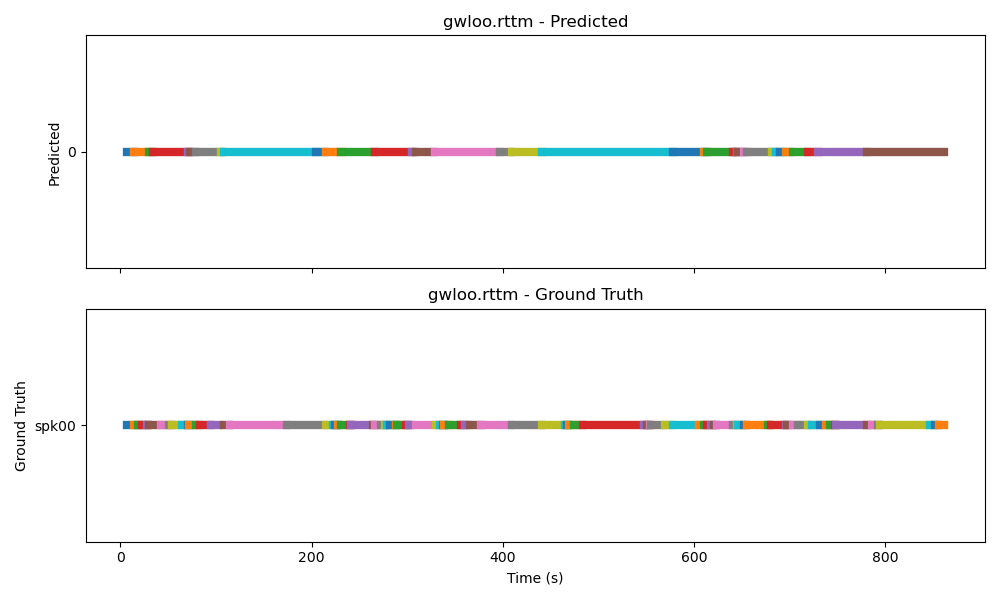 gwloo.rttm - Predicted
Predicted
0
gwloo.rttm - Ground Truth
Ground Truth
spk00
0 200 400 600 800
Time (s)